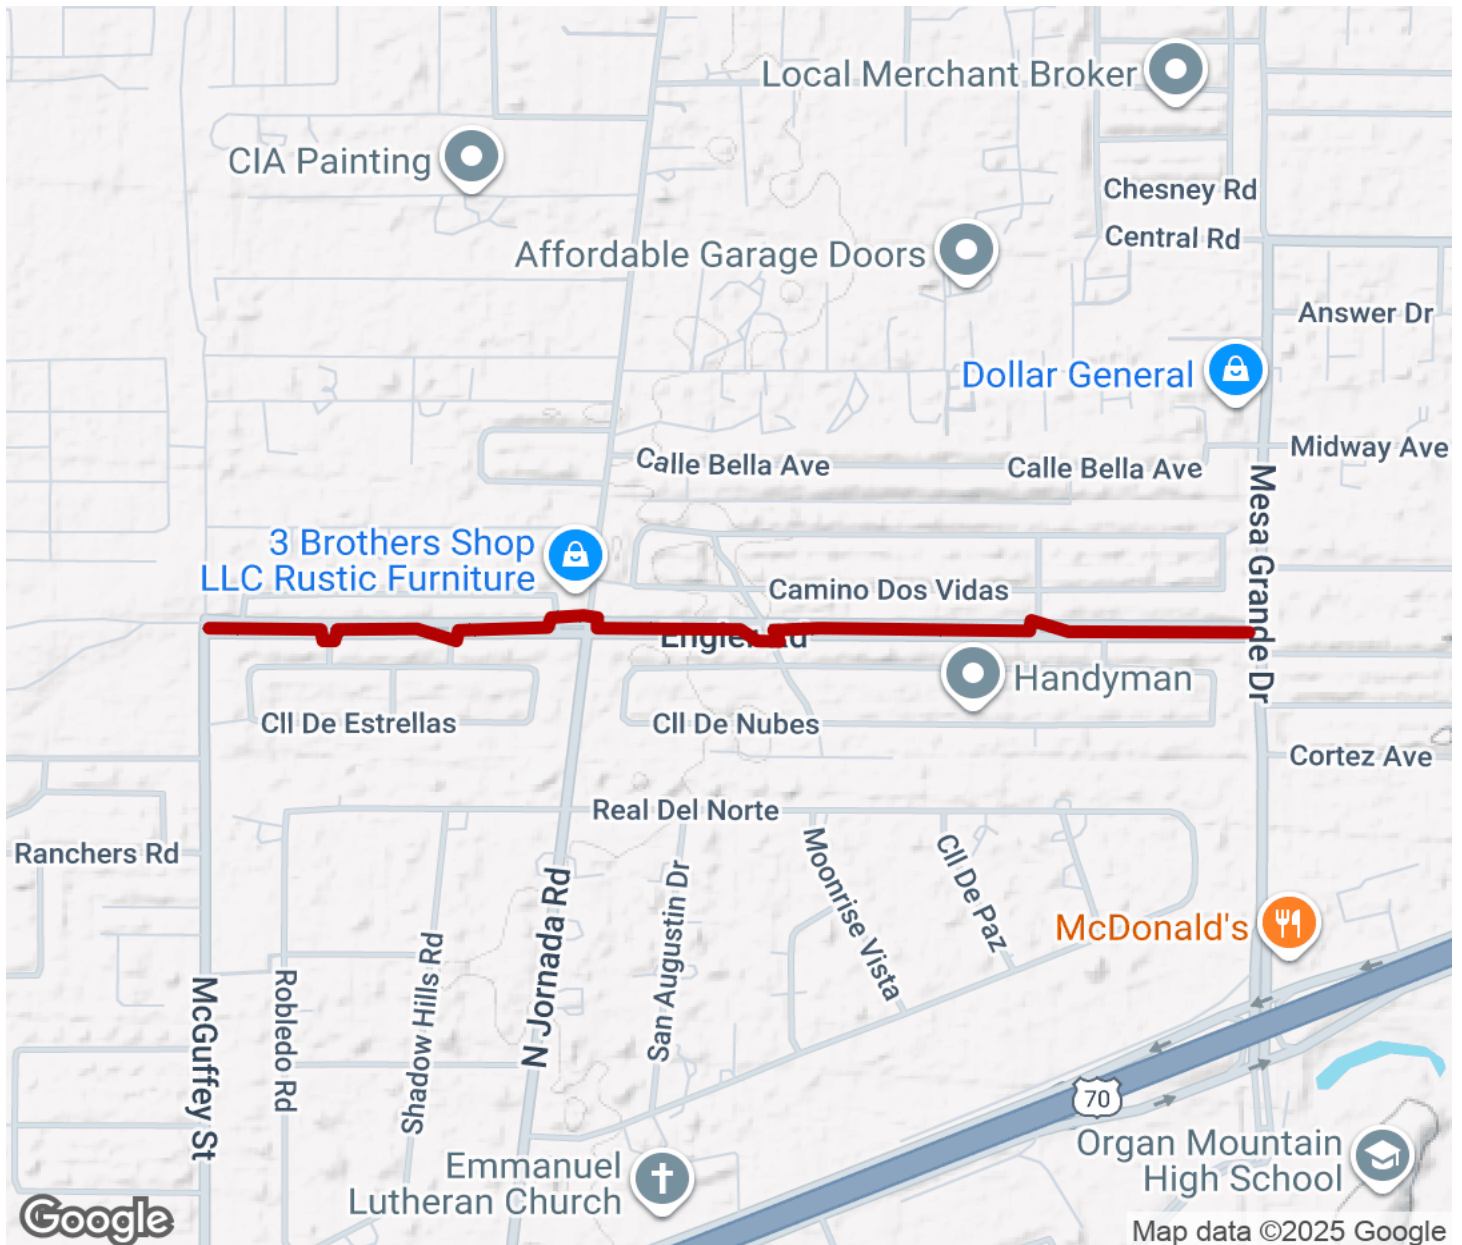 Local Merchant Broker
CIA Painting
Chesney Rd
Central Rd
Affordable Garage Doors
Answer Dr
Dollar General
Midway Ave
Calle Bella Ave
Calle Bella Ave
Mesa Grande Dr
3 Brothers Shop
LLC Rustic Furniture
Camino Dos Vidas
Engler Rd
Handyman
Cll De Estrellas
Cll De Nubes
Cortez Ave
Real Del Norte
Ranchers Rd
Moonrise Vista
Cll De Paz
N Jornada Rd
San Augustin Dr
McDonald's
Shadow Hills Rd
Robledo Rd
McGuffey St
70
Organ Mountain
High School
Emmanuel
Lutheran Church
Google
Map data ©2025 Google